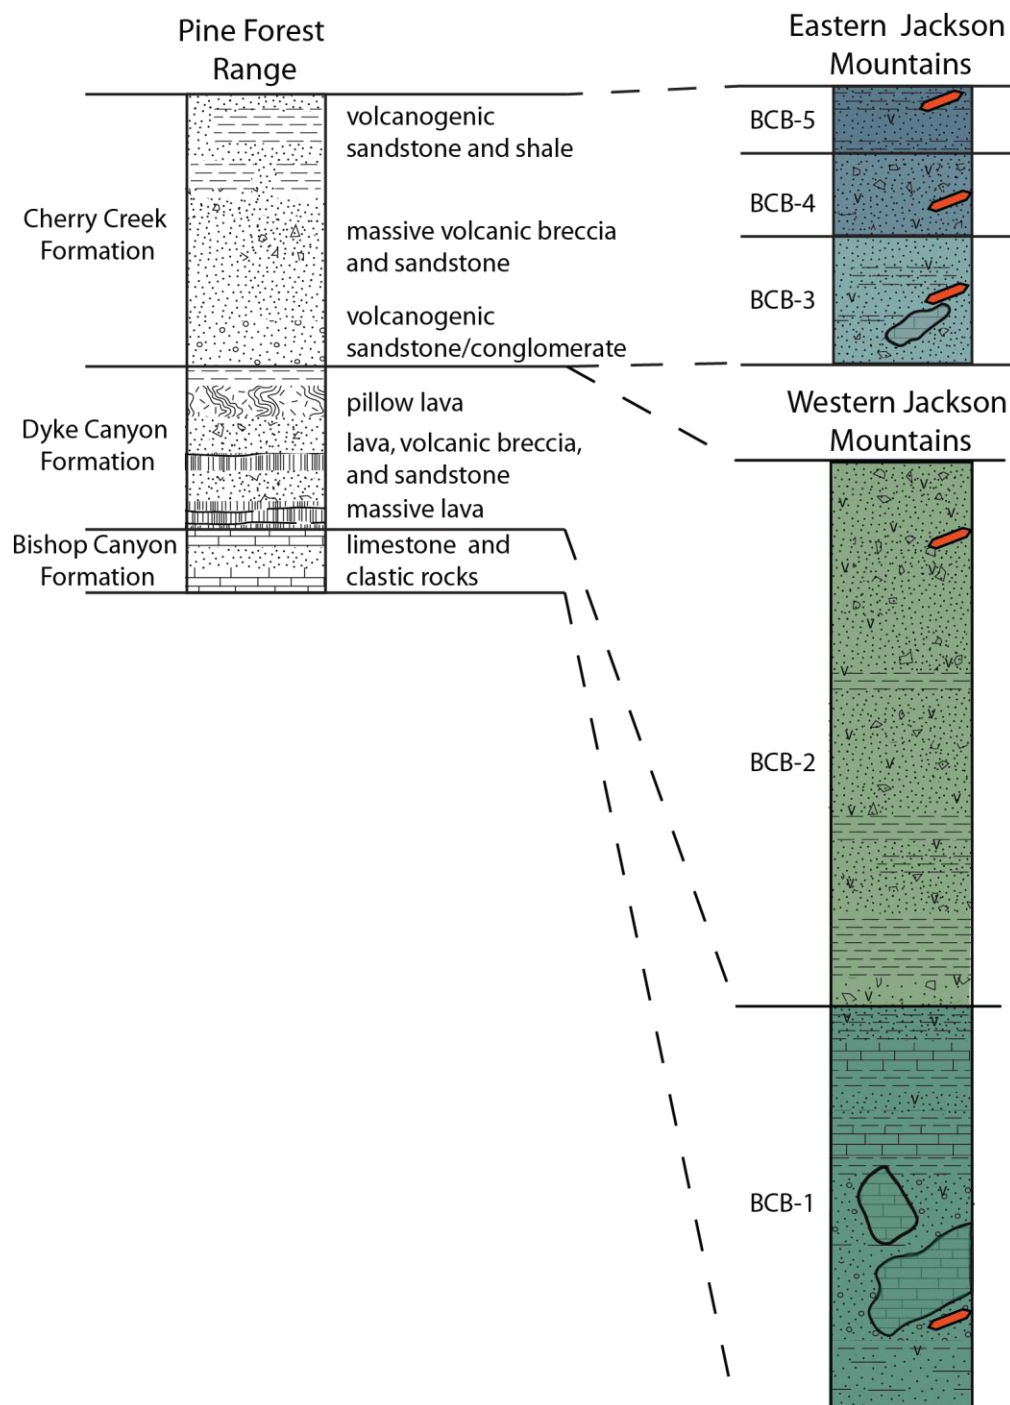 Pine Forest
Range
Cherry Creek
Formation
volcanogenic
sandstone and shale
massive volcanic breccia
and sandstone
volcanogenic
sandstone/conglomerate
Dyke Canyon
Formation
pillow lava
lava, volcanic breccia,
and sandstone
massive lava
Bishop Canyon
Formation
limestone and
clastic rocks
Eastern Jackson
Mountains
BCB-5
BCB-4
BCB-3
Western Jackson
Mountains
BCB-2
BCB-1